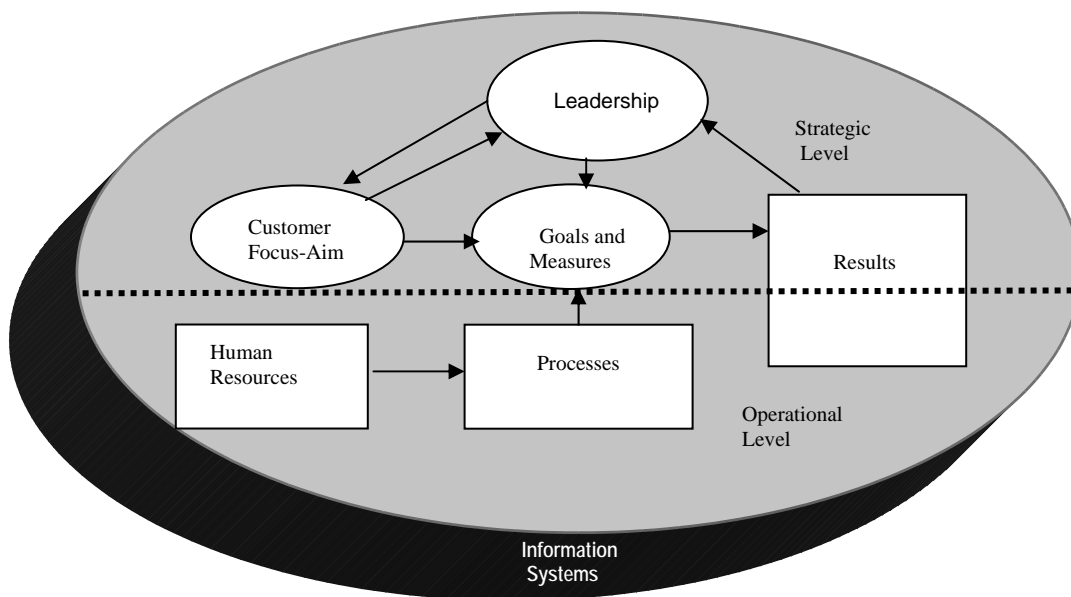 Leadership
Strategic
Level
Customer
Focus-Aim
Goals and
Measures
Results
Human
Resources
Processes
Operational
Level
Information
Systems